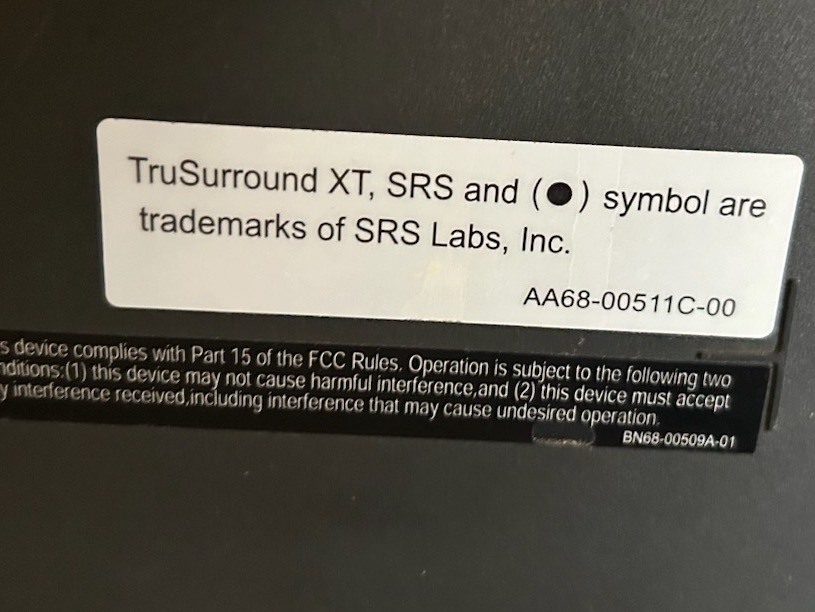 TruSurround XT, SRS and (●) symbol are
trademarks of SRS Labs, Inc.
AA68-00511C-00
s device complies with Part 15 of the FCC Rules. Operation is subject to the following two
nditions:(1) this device may not cause harmful interference,and (2) this device must accept
y interference received,including interference that may cause undesired operation.
BN68-00509A-01